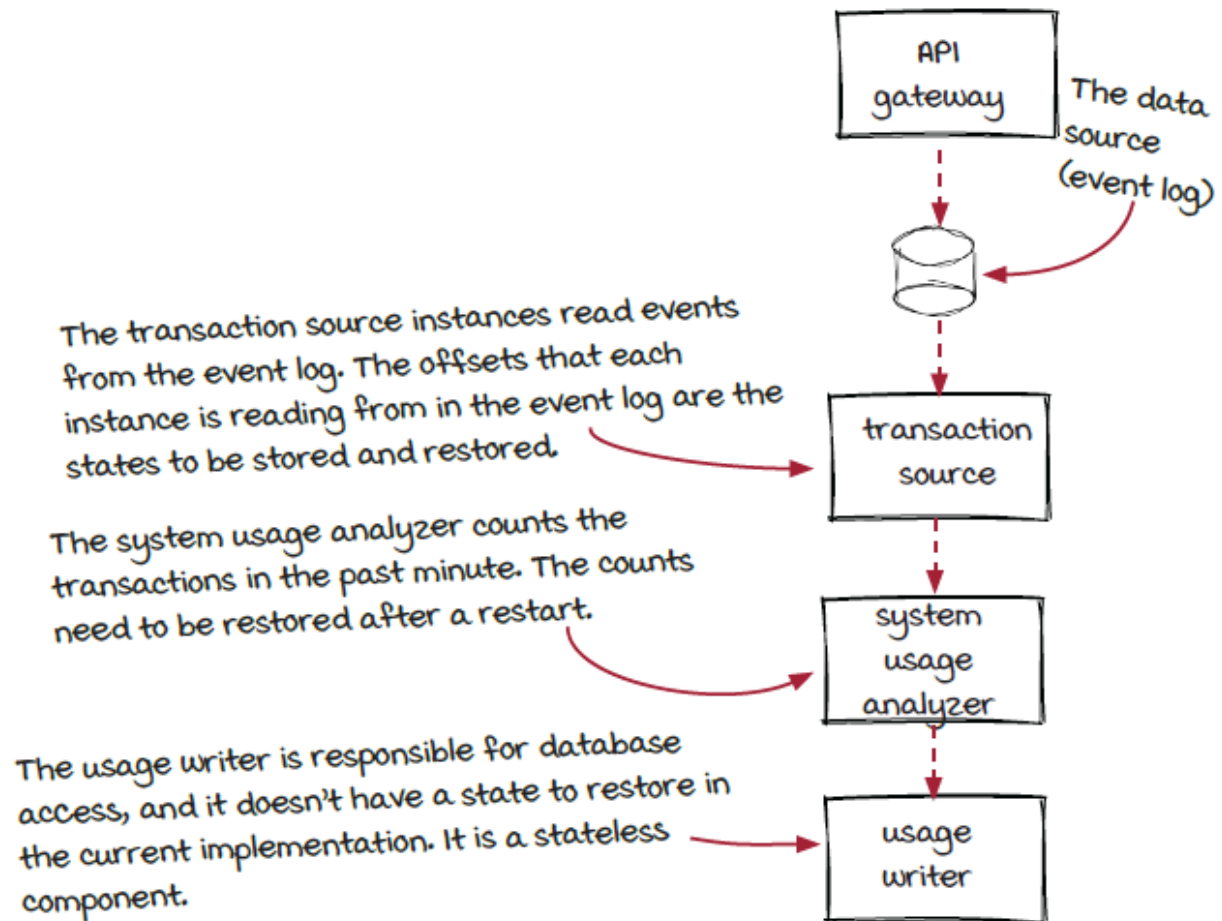 API
gateway
The data
source
(event log)
The transaction source instances read events
from the event log. The offsets that each
instance is reading from in the event log are the
states to be stored and restored.
transaction
source
The system usage analyzer counts the
transactions in the past minute. The counts
need to be restored after a restart.
system
usage
analyzer
The usage writer is responsible for database
access, and it doesn't have a state to restore in
the current implementation. It is a stateless
component.
usage
writer